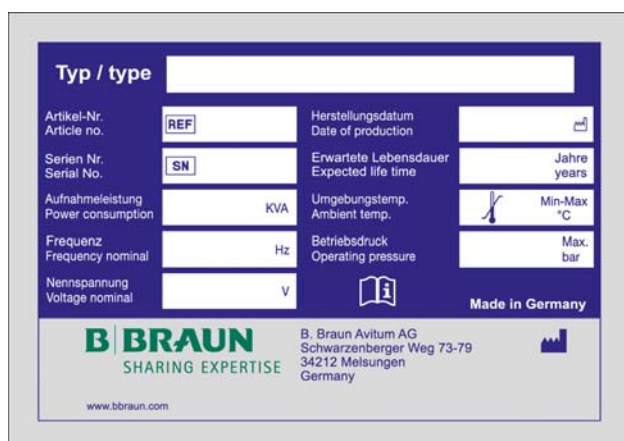 Typ / type
Artikel-Nr.
Article no.
REF
Herstellungsdatum
Date of production
Serien Nr.
Serial No.
SN
Erwartete Lebensdauer
Expected life time
Jahre
years
Aufnahmeleistung
Power consumption
KVA
Umgebungstemp.
Ambient temp.
Min-Max
°C
Frequenz
Frequency nominal
Hz
Betriebsdruck
Operating pressure
Max.
bar
Nennspannung
Voltage nominal
V
Made in Germany
B|BRAUN
SHARING EXPERTISE
B. Braun Avitum AG
Schwarzenberger Weg 73-79
34212 Melsungen
Germany
www.bbraun.com